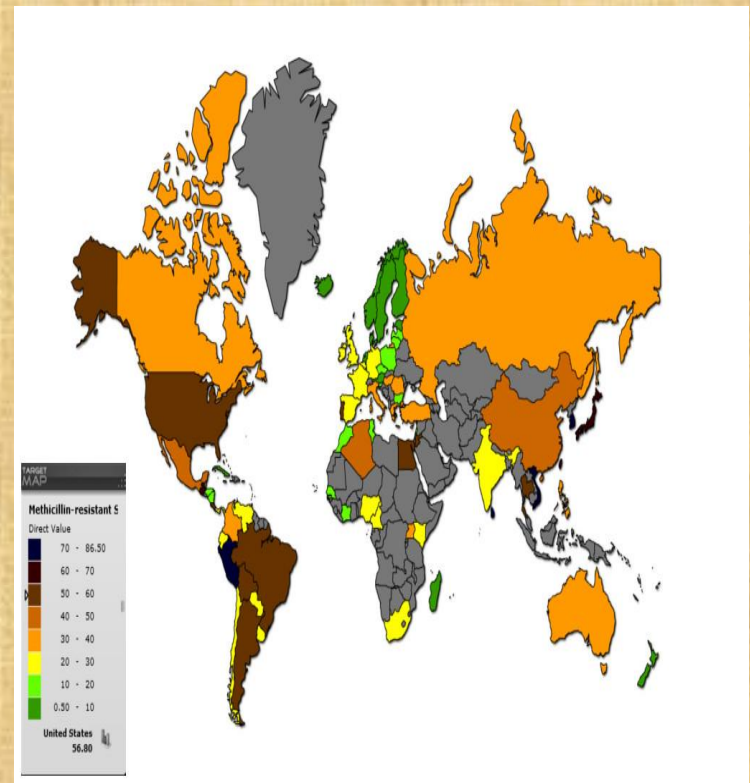 TARGET
MAP
Methicillin-resistant S
Direct Value
70 - 86.50
60 - 70
50 - 60
40 - 50
30 - 40
20 - 30
10 - 20
0.50 - 10
United States
56.80